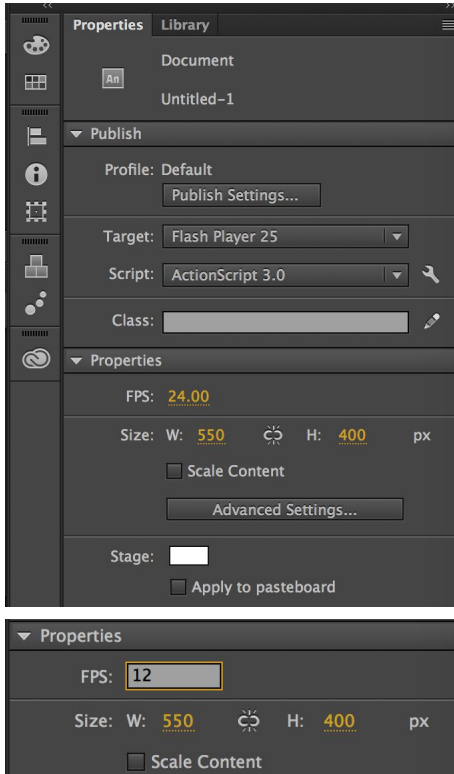 Properties Library
Document
An
Untitled-1
Publish
Profile: Default
Publish Settings...
Target: Flash Player 25
Script: ActionScript 3.0
Class:
Properties
FPS: 24.00
Size: W: 550 H: 400 px
Scale Content
Advanced Settings...
Stage:
Apply to pasteboard
Properties
FPS: 12
Size: W: 550 H: 400 px
Scale Content